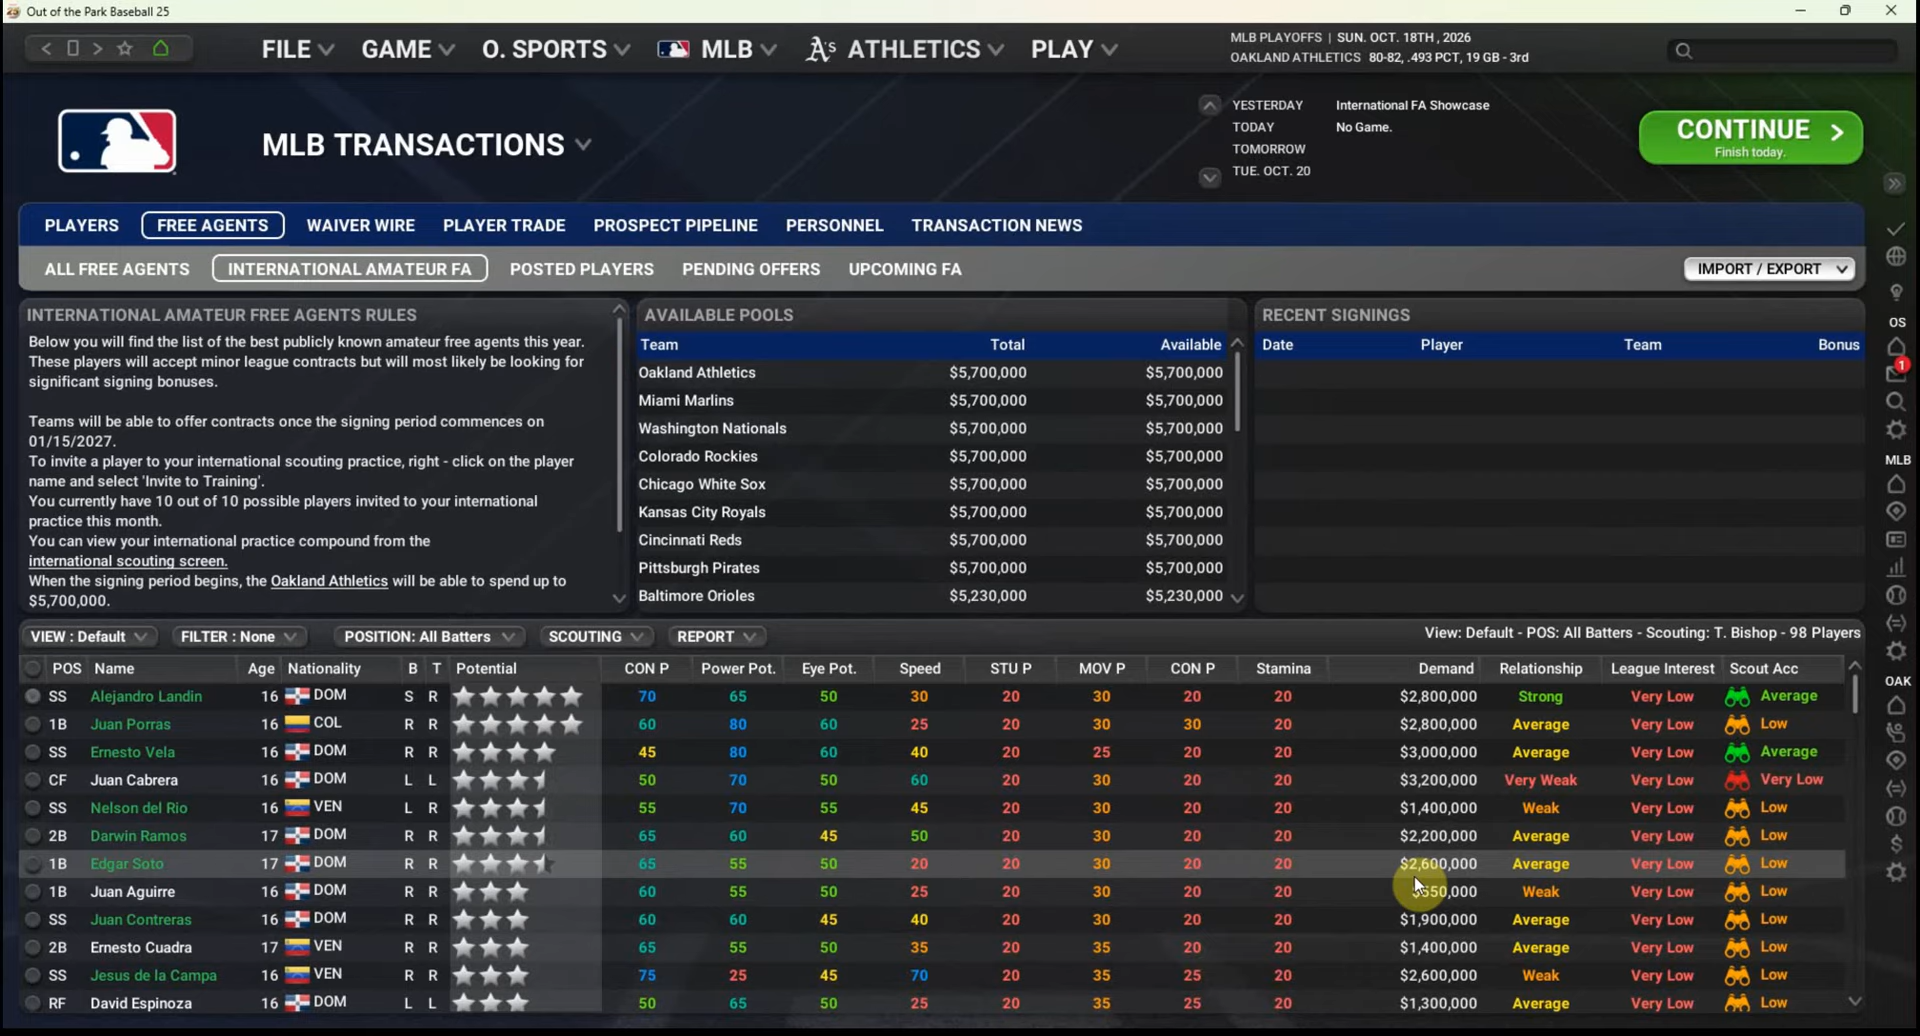 Out of the Park Baseball 25
FILE GAME O. SPORTS MLB A's ATHLETICS PLAY
MLB PLAYOFFS | SUN. OCT. 18TH, 2026
OAKLAND ATHLETICS 80-82, .493 PCT, 19 GB - 3rd
MLB TRANSACTIONS
YESTERDAY International FA Showcase
TODAY No Game.
TOMORROW
TUE. OCT. 20
CONTINUE
Finish today.
PLAYERS FREE AGENTS WAIVER WIRE PLAYER TRADE PROSPECT PIPELINE PERSONNEL TRANSACTION NEWS
ALL FREE AGENTS INTERNATIONAL AMATEUR FA POSTED PLAYERS PENDING OFFERS UPCOMING FA IMPORT / EXPORT
INTERNATIONAL AMATEUR FREE AGENTS RULES
Below you will find the list of the best publicly known amateur free agents this year.
These players will accept minor league contracts but will most likely be looking for
significant signing bonuses.
Teams will be able to offer contracts once the signing period commences on
01/15/2027.
To invite a player to your international scouting practice, right - click on the player
name and select 'Invite to Training'.
You currently have 10 out of 10 possible players invited to your international
practice this month.
You can view your international practice compound from the
international scouting screen.
When the signing period begins, the Oakland Athletics will be able to spend up to
$5,700,000.
AVAILABLE POOLS
Team Total Available
Oakland Athletics $5,700,000 $5,700,000
Miami Marlins $5,700,000 $5,700,000
Washington Nationals $5,700,000 $5,700,000
Colorado Rockies $5,700,000 $5,700,000
Chicago White Sox $5,700,000 $5,700,000
Kansas City Royals $5,700,000 $5,700,000
Cincinnati Reds $5,700,000 $5,700,000
Pittsburgh Pirates $5,700,000 $5,700,000
Baltimore Orioles $5,230,000 $5,230,000
RECENT SIGNINGS
Date Player Team Bonus
OS
1
MLB
OAK
VIEW : Default FILTER : None POSITION: All Batters SCOUTING REPORT View: Default - POS: All Batters - Scouting: T. Bishop - 98 Players
POS Name Age Nationality B T Potential CON P Power Pot. Eye Pot. Speed STU P MOV P CON P Stamina Demand Relationship League Interest Scout Acc
SS Alejandro Landin 16 DOM S R 70 65 50 30 20 30 20 20 $2,800,000 Strong Very Low Average
1B Juan Porras 16 COL R R 60 80 60 25 20 30 30 20 $2,800,000 Average Very Low Low
SS Ernesto Vela 16 DOM R R 45 80 60 40 20 25 20 20 $3,000,000 Average Very Low Average
CF Juan Cabrera 16 DOM L L 50 70 50 60 20 30 20 20 $3,200,000 Very Weak Very Low Very Low
SS Nelson del Rio 16 VEN L R 55 70 55 45 20 30 20 20 $1,400,000 Weak Very Low Low
2B Darwin Ramos 17 DOM R R 65 60 45 50 20 30 20 20 $2,200,000 Average Very Low Low
1B Edgar Soto 17 DOM R R 65 55 50 20 20 30 20 20 $2,600,000 Average Very Low Low
1B Juan Aguirre 16 DOM R R 60 55 50 25 20 30 20 20 $550,000 Weak Very Low Low
SS Juan Contreras 16 DOM R R 60 60 45 40 20 30 20 20 $1,900,000 Average Very Low Low
2B Ernesto Cuadra 17 VEN R R 65 55 50 35 20 35 20 20 $1,400,000 Average Very Low Low
SS Jesus de la Campa 16 VEN R R 75 25 45 70 20 35 25 20 $2,600,000 Weak Very Low Low
RF David Espinoza 16 DOM L L 50 65 50 25 20 35 25 20 $1,300,000 Average Very Low Low